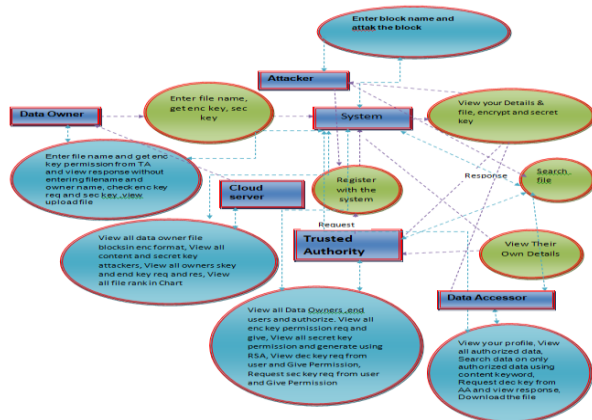 Enter block name and
attak the block
Attacker
Enter file name,
get enc key, sec
key
Data Owner
System
View your Details &
file, encrypt and secret
key
Enter file name and get enc
key permission from TA
and view response without
entering filename and
owner name, check enc key
req and sec key ,view
upload file
Cloud
server
Register
with the
system
Response
Search
file
Request
Trusted
Authority
View Their
Own Details
View all data owner file
blocksin enc format, View all
content and secret key
attackers, View all owners skey
and end key req and res, View
all file rank in Chart
Data Accessor
View all Data Owners ,end
users and authorize. View all
enc key permission req and
give, View all secret key
permission and generate using
RSA, View dec key req from
user and Give Permission,
Request sec key req from user
and Give Permission
View your profile, View
all authorized data,
Search data on only
authorized data using
content keyword,
Request dec key from
AA and view response,
Download the file